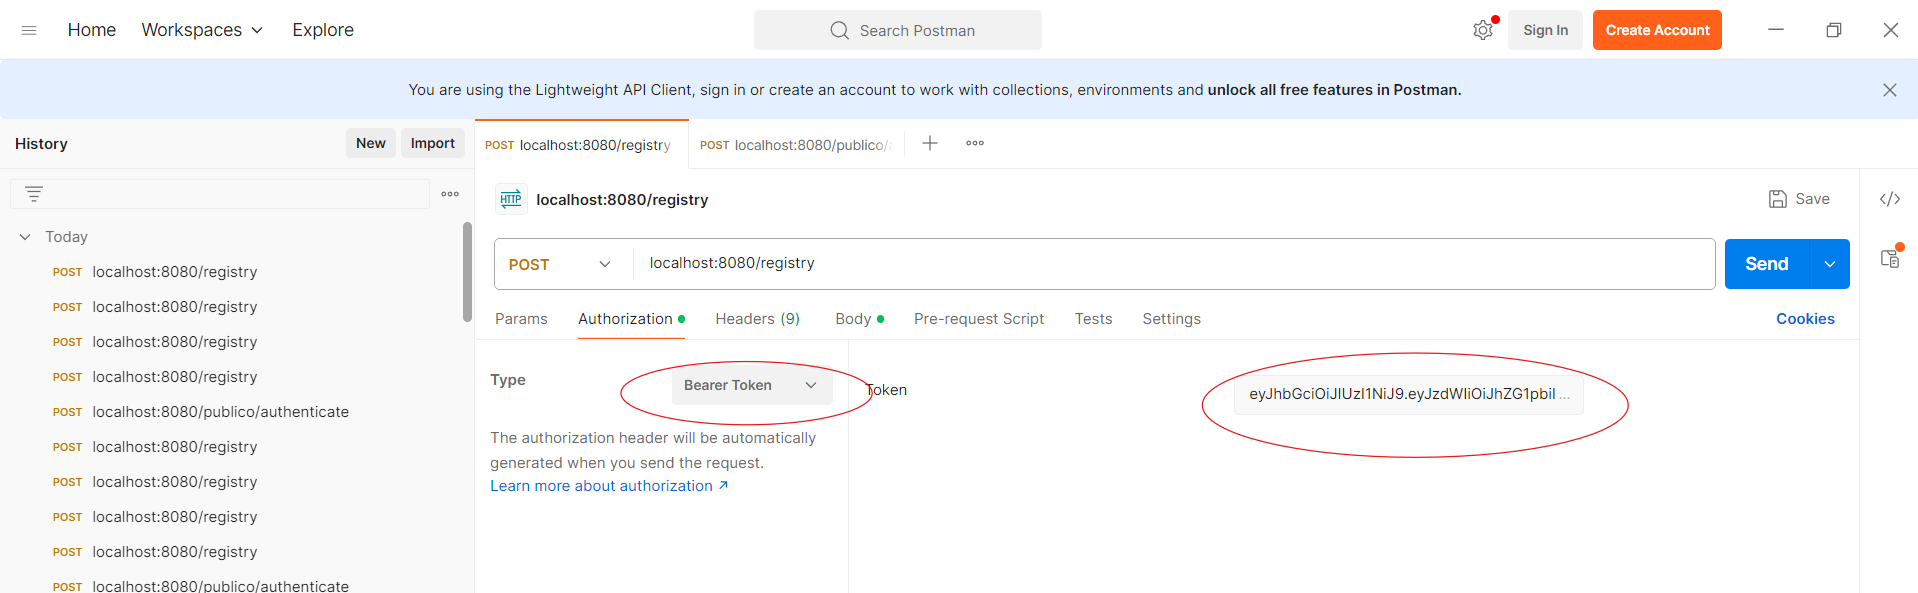 Home Workspaces Explore Search Postman Sign In Create Account
You are using the Lightweight API Client, sign in or create an account to work with collections, environments and unlock all free features in Postman.
History New Import
POST localhost:8080/registry POST localhost:8080/publico/
HTTP localhost:8080/registry Save
Today
POST localhost:8080/registry
POST localhost:8080/registry
POST localhost:8080/registry
POST localhost:8080/registry
POST localhost:8080/publico/authenticate
POST localhost:8080/registry
POST localhost:8080/registry
POST localhost:8080/registry
POST localhost:8080/registry
POST localhost:8080/publico/authenticate
POST localhost:8080/registry Send
Params Authorization Headers (9) Body Pre-request Script Tests Settings Cookies
Type Bearer Token
The authorization header will be automatically
generated when you send the request.
Learn more about authorization ↗
Token eyJhbGciOiJIUzI1NiJ9.eyJzdWIiOiJhZG1pbiI ...